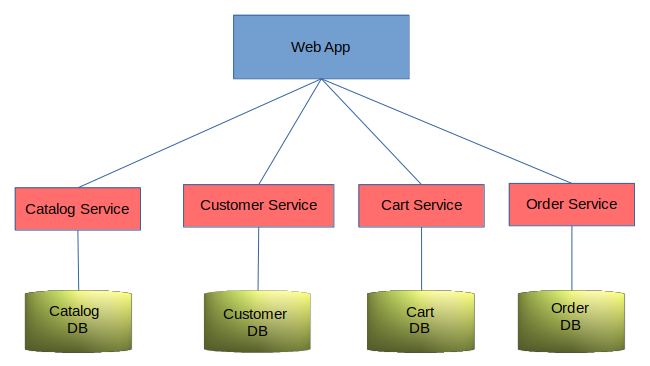 Web App
Catalog Service
Customer Service
Cart Service
Order Service
Catalog
DB
Customer
DB
Cart
DB
Order
DB